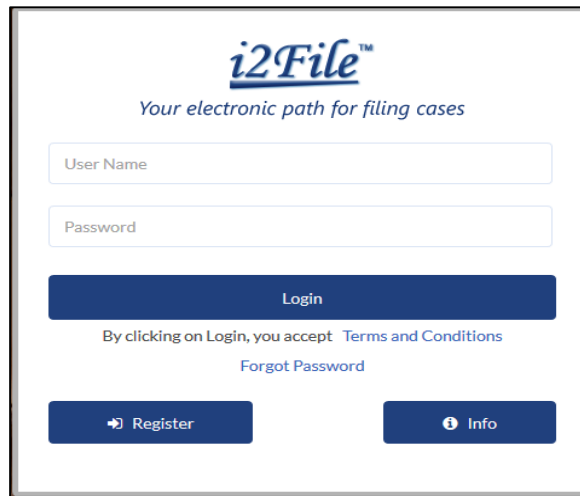 i2File™
Your electronic path for filing cases
User Name
Password
Login
By clicking on Login, you accept Terms and Conditions
Forgot Password
Register Info